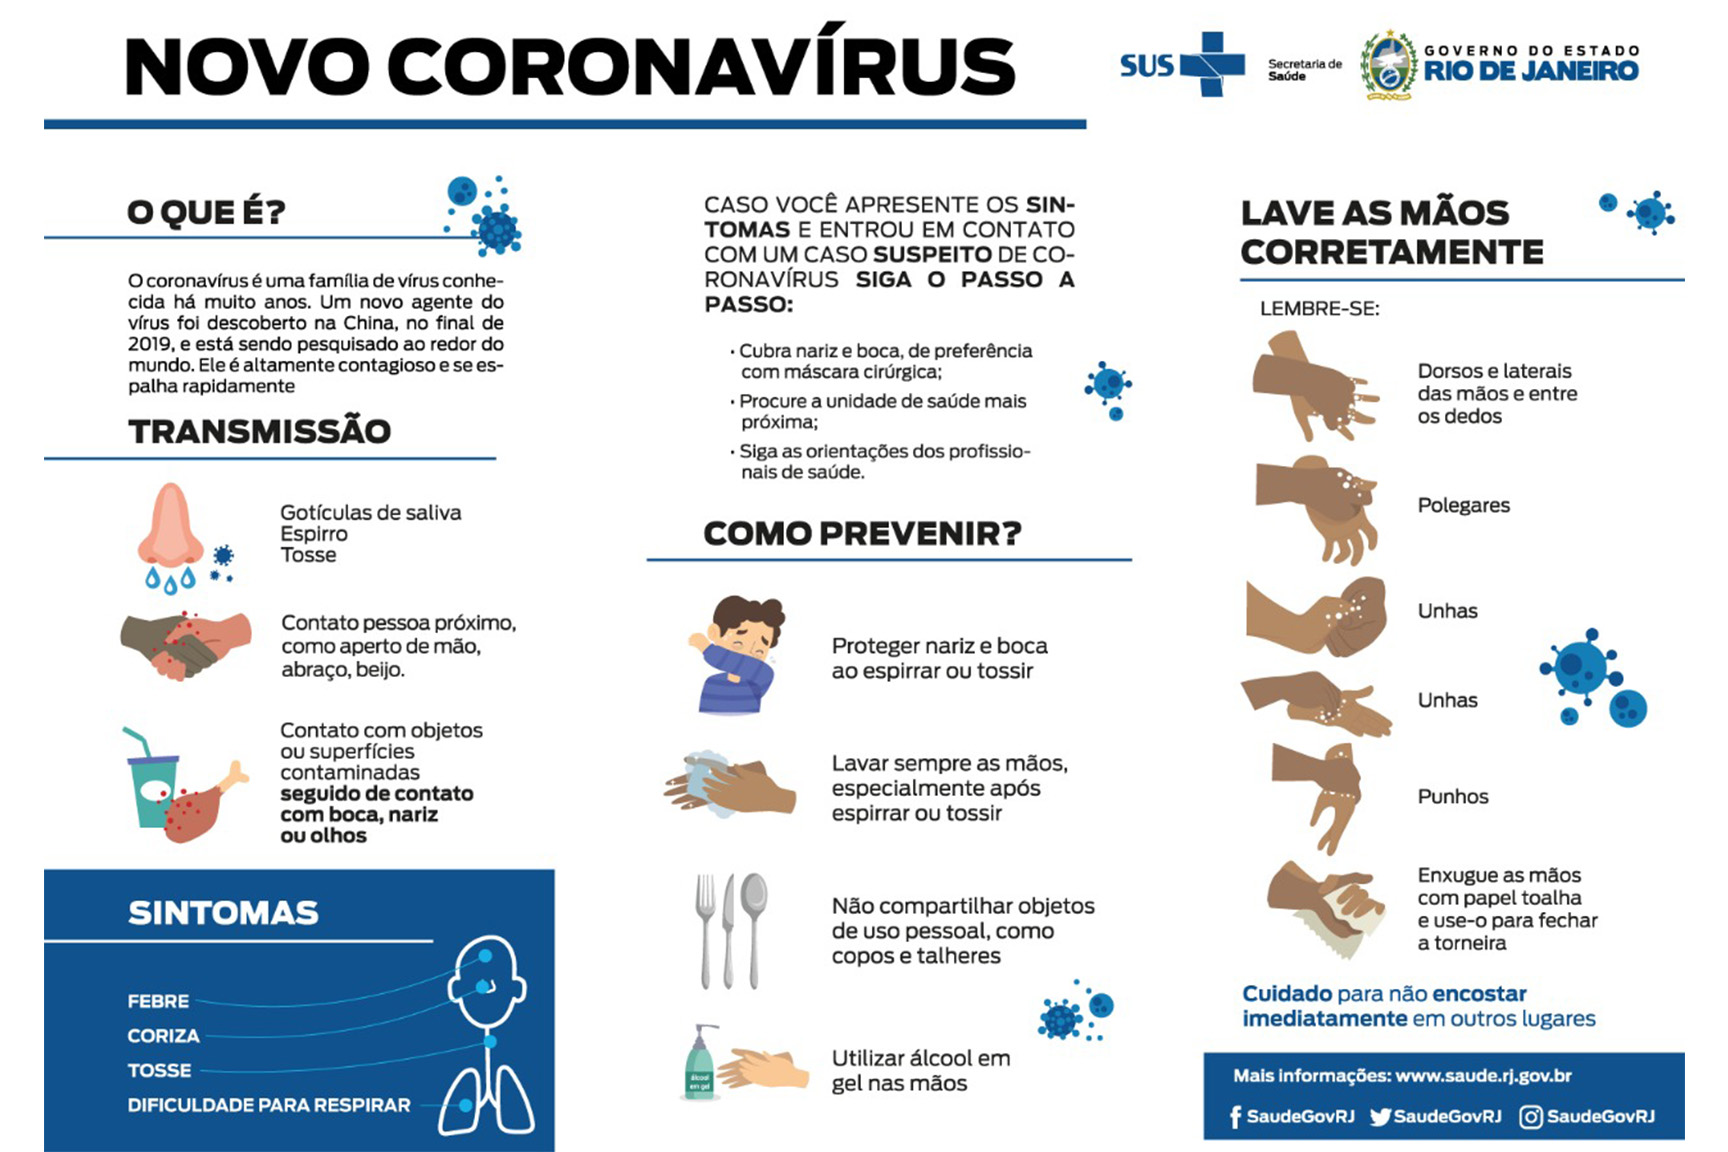 NOVO CORONAVÍRUS
SUS
Secretaria de
Saúde
GOVERNO DO ESTADO
RIO DE JANEIRO
O QUE É?
O coronavírus é uma família de vírus conhe-
cida há muito anos. Um novo agente do
vírus foi descoberto na China, no final de
2019, e está sendo pesquisado ao redor do
mundo. Ele é altamente contagioso e se es-
palha rapidamente
TRANSMISSÃO
Gotículas de saliva
Espirro
Tosse
Contato pessoa próximo,
como aperto de mão,
abraço, beijo.
Contato com objetos
ou superfícies
contaminadas
seguido de contato
com boca, nariz
ou olhos
SINTOMAS
FEBRE
CORIZA
TOSSE
DIFICULDADE PARA RESPIRAR
CASO VOCÊ APRESENTE OS SIN-
TOMAS E ENTROU EM CONTATO
COM UM CASO SUSPEITO DE CO-
RONAVÍRUS SIGA O PASSO A
PASSO:
· Cubra nariz e boca, de preferência
com máscara cirúrgica;
· Procure a unidade de saúde mais
próxima;
· Siga as orientações dos profissio-
nais de saúde.
COMO PREVENIR?
Proteger nariz e boca
ao espirrar ou tossir
Lavar sempre as mãos,
especialmente após
espirrar ou tossir
Não compartilhar objetos
de uso pessoal, como
copos e talheres
álcool
em gel
Utilizar álcool em
gel nas mãos
LAVE AS MÃOS
CORRETAMENTE
LEMBRE-SE:
Dorsos e laterais
das mãos e entre
os dedos
Polegares
Unhas
Unhas
Punhos
Enxugue as mãos
com papel toalha
e use-o para fechar
a torneira
Cuidado para não encostar
imediatamente em outros lugares
Mais informações: www.saude.rj.gov.br
SaudeGovRJ SaudeGovRJ SaudeGovRJ